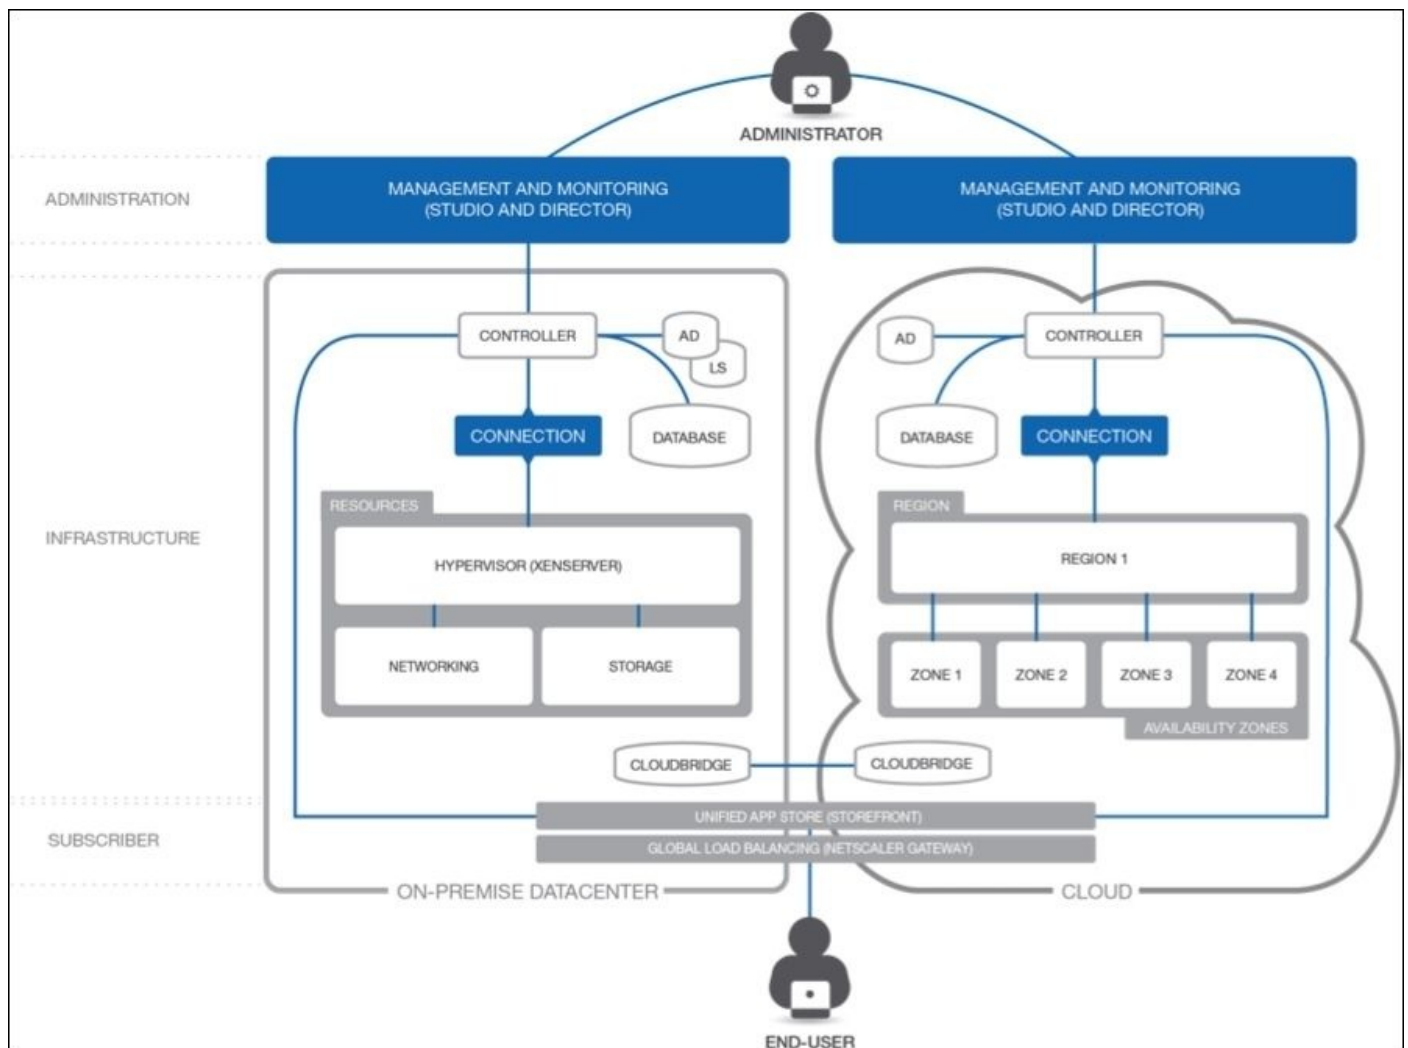 ADMINISTRATOR
ADMINISTRATION
MANAGEMENT AND MONITORING
(STUDIO AND DIRECTOR)
MANAGEMENT AND MONITORING
(STUDIO AND DIRECTOR)
INFRASTRUCTURE
CONTROLLER
AD
LS
CONNECTION
DATABASE
RESOURCES
HYPERVISOR (XENSERVER)
NETWORKING
STORAGE
CLOUDBRIDGE
AD
CONTROLLER
DATABASE
CONNECTION
REGION
REGION 1
ZONE 1
ZONE 2
ZONE 3
ZONE 4
AVAILABILITY ZONES
CLOUDBRIDGE
SUBSCRIBER
UNIFIED APP STORE (STOREFRONT)
GLOBAL LOAD BALANCING (NETSCALER GATEWAY)
ON-PREMISE DATACENTER
CLOUD
END-USER